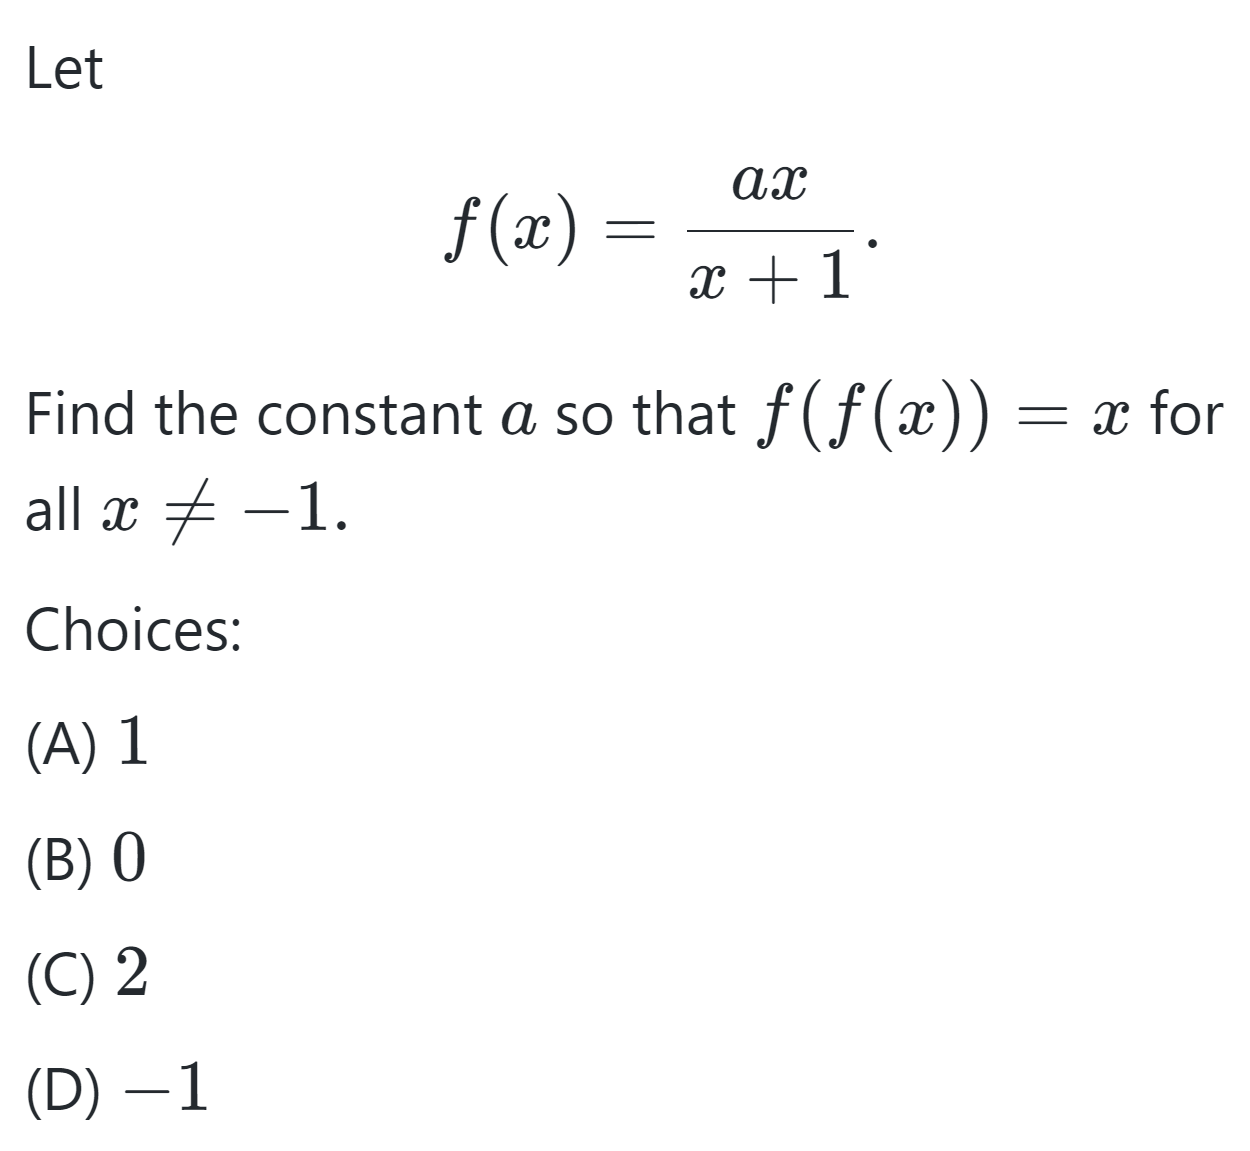 Let
f(x) = ax / (x + 1).
Find the constant a so that f(f(x)) = x for
all x ≠ −1.
Choices:
(A) 1
(B) 0
(C) 2
(D) −1